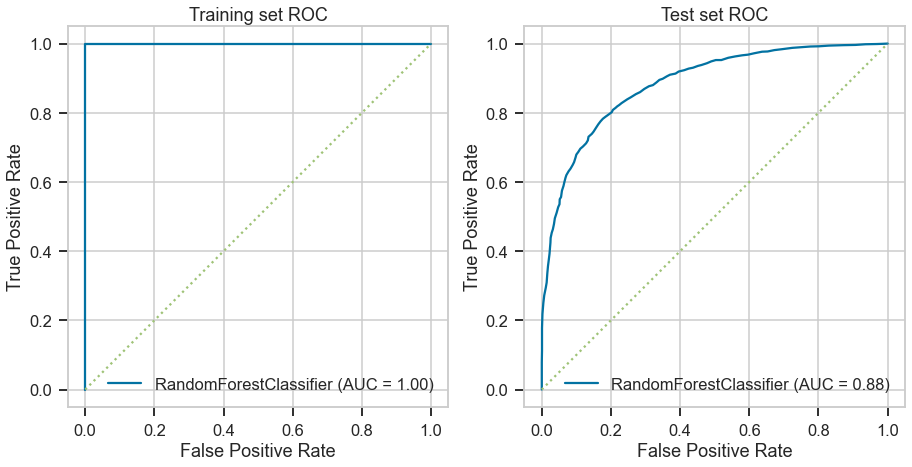 Training set ROC
True Positive Rate
1.0
0.8
0.6
0.4
0.2
0.0
RandomForestClassifier (AUC = 1.00)
0.0 0.2 0.4 0.6 0.8 1.0
False Positive Rate
Test set ROC
True Positive Rate
1.0
0.8
0.6
0.4
0.2
0.0
RandomForestClassifier (AUC = 0.88)
0.0 0.2 0.4 0.6 0.8 1.0
False Positive Rate